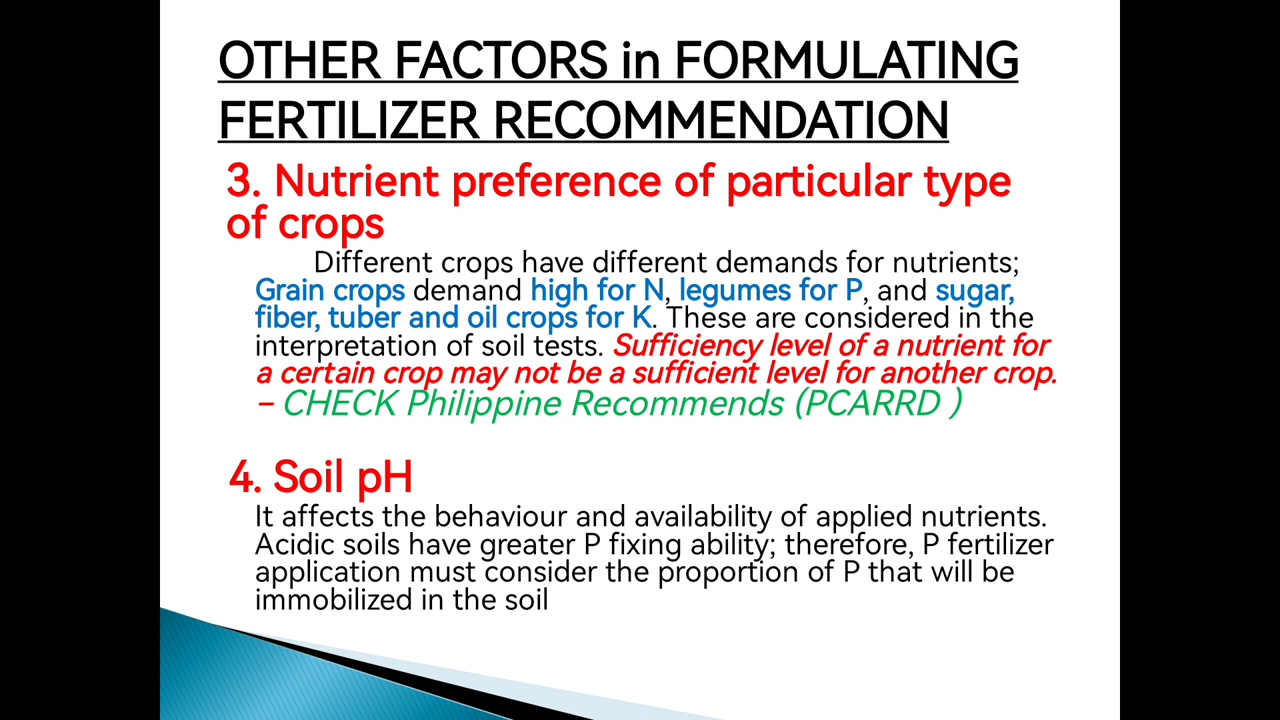 OTHER FACTORS in FORMULATING
FERTILIZER RECOMMENDATION
3. Nutrient preference of particular type
of crops
Different crops have different demands for nutrients;
Grain crops demand high for N, legumes for P, and sugar,
fiber, tuber and oil crops for K. These are considered in the
interpretation of soil tests. Sufficiency level of a nutrient for
a certain crop may not be a sufficient level for another crop.
– CHECK Philippine Recommends (PCARRD )
4. Soil pH
It affects the behaviour and availability of applied nutrients.
Acidic soils have greater P fixing ability; therefore, P fertilizer
application must consider the proportion of P that will be
immobilized in the soil